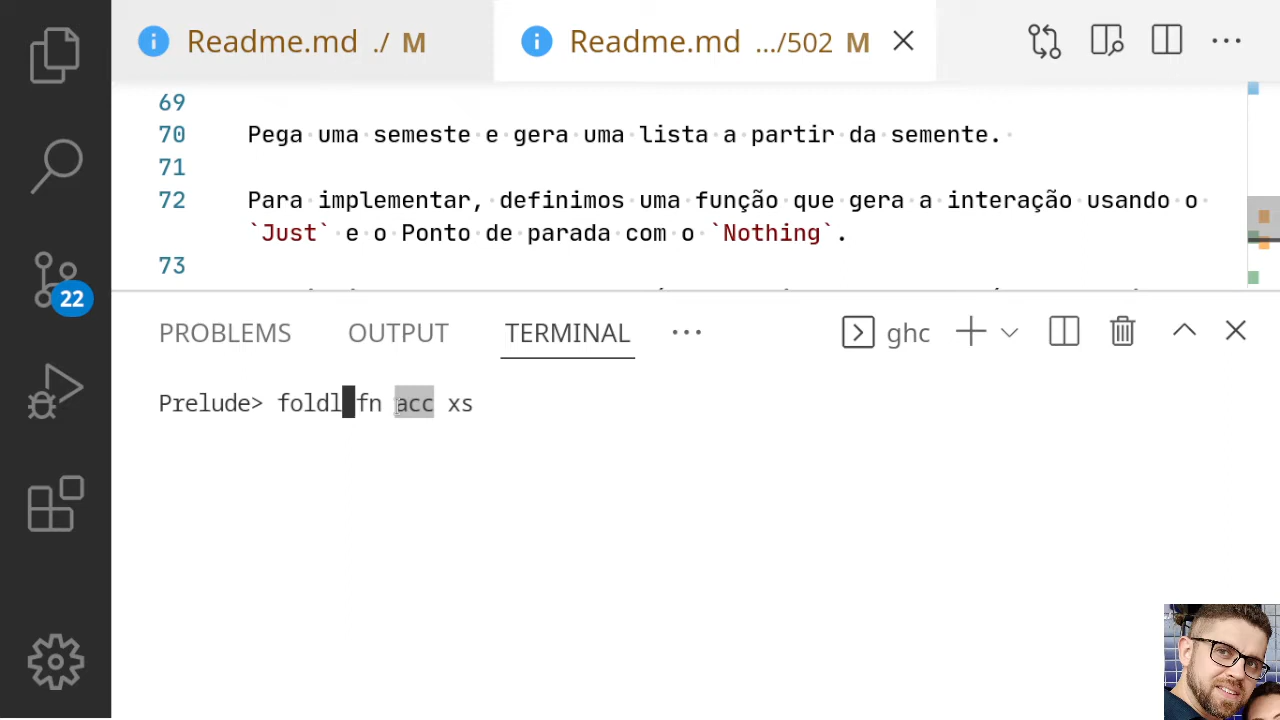 Readme.md ./ M
Readme.md .../502 M
69
70 Pega uma semeste e gera uma lista a partir da semente.
71
72 Para implementar, definimos uma função que gera a interação usando o
`Just` e o Ponto de parada com o `Nothing`.
73
22
PROBLEMS OUTPUT TERMINAL ... ghc
Prelude> foldl fn acc xs